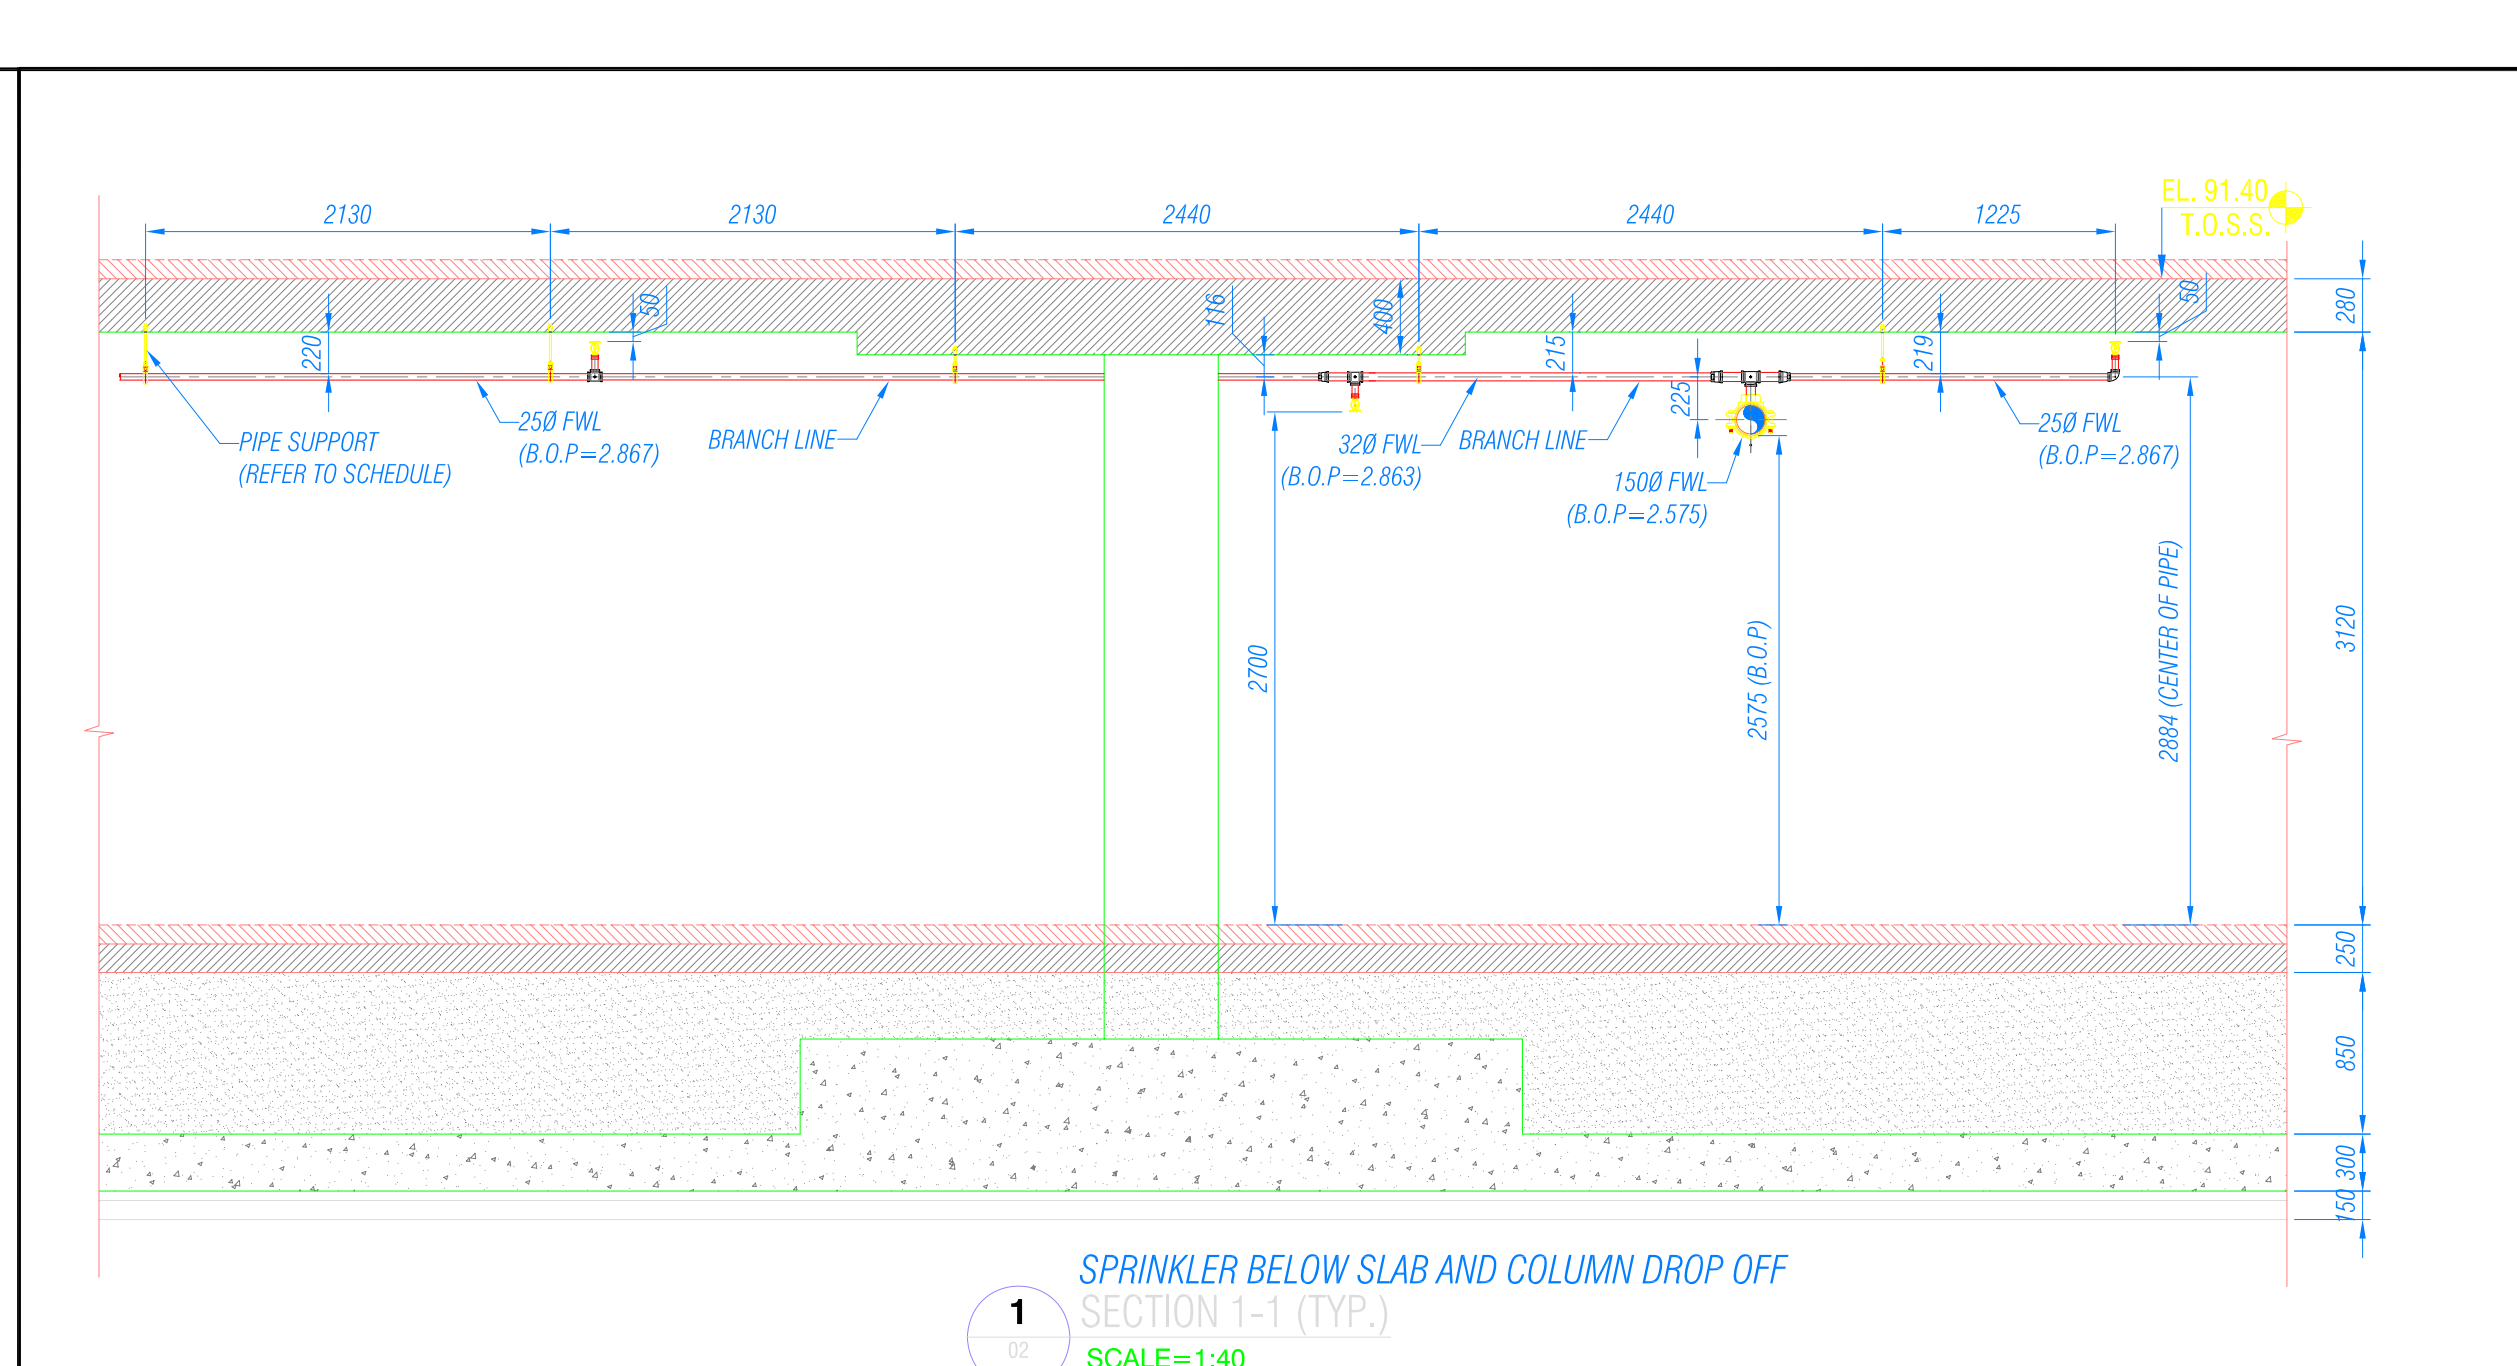 EL. 91.40
T.O.S.S.
2130
2130
2440
2440
1225
50
220
116
400
215
225
219
50
280
PIPE SUPPORT
(REFER TO SCHEDULE)
25Ø FWL
(B.O.P=2.867)
BRANCH LINE
32Ø FWL
(B.O.P=2.863)
BRANCH LINE
150Ø FWL
(B.O.P=2.575)
25Ø FWL
(B.O.P=2.867)
2700
2575 (B.O.P)
2884 (CENTER OF PIPE)
3120
250
850
300
150
SPRINKLER BELOW SLAB AND COLUMN DROP OFF
1
SECTION 1-1 (TYP.)
02
SCALE=1:40